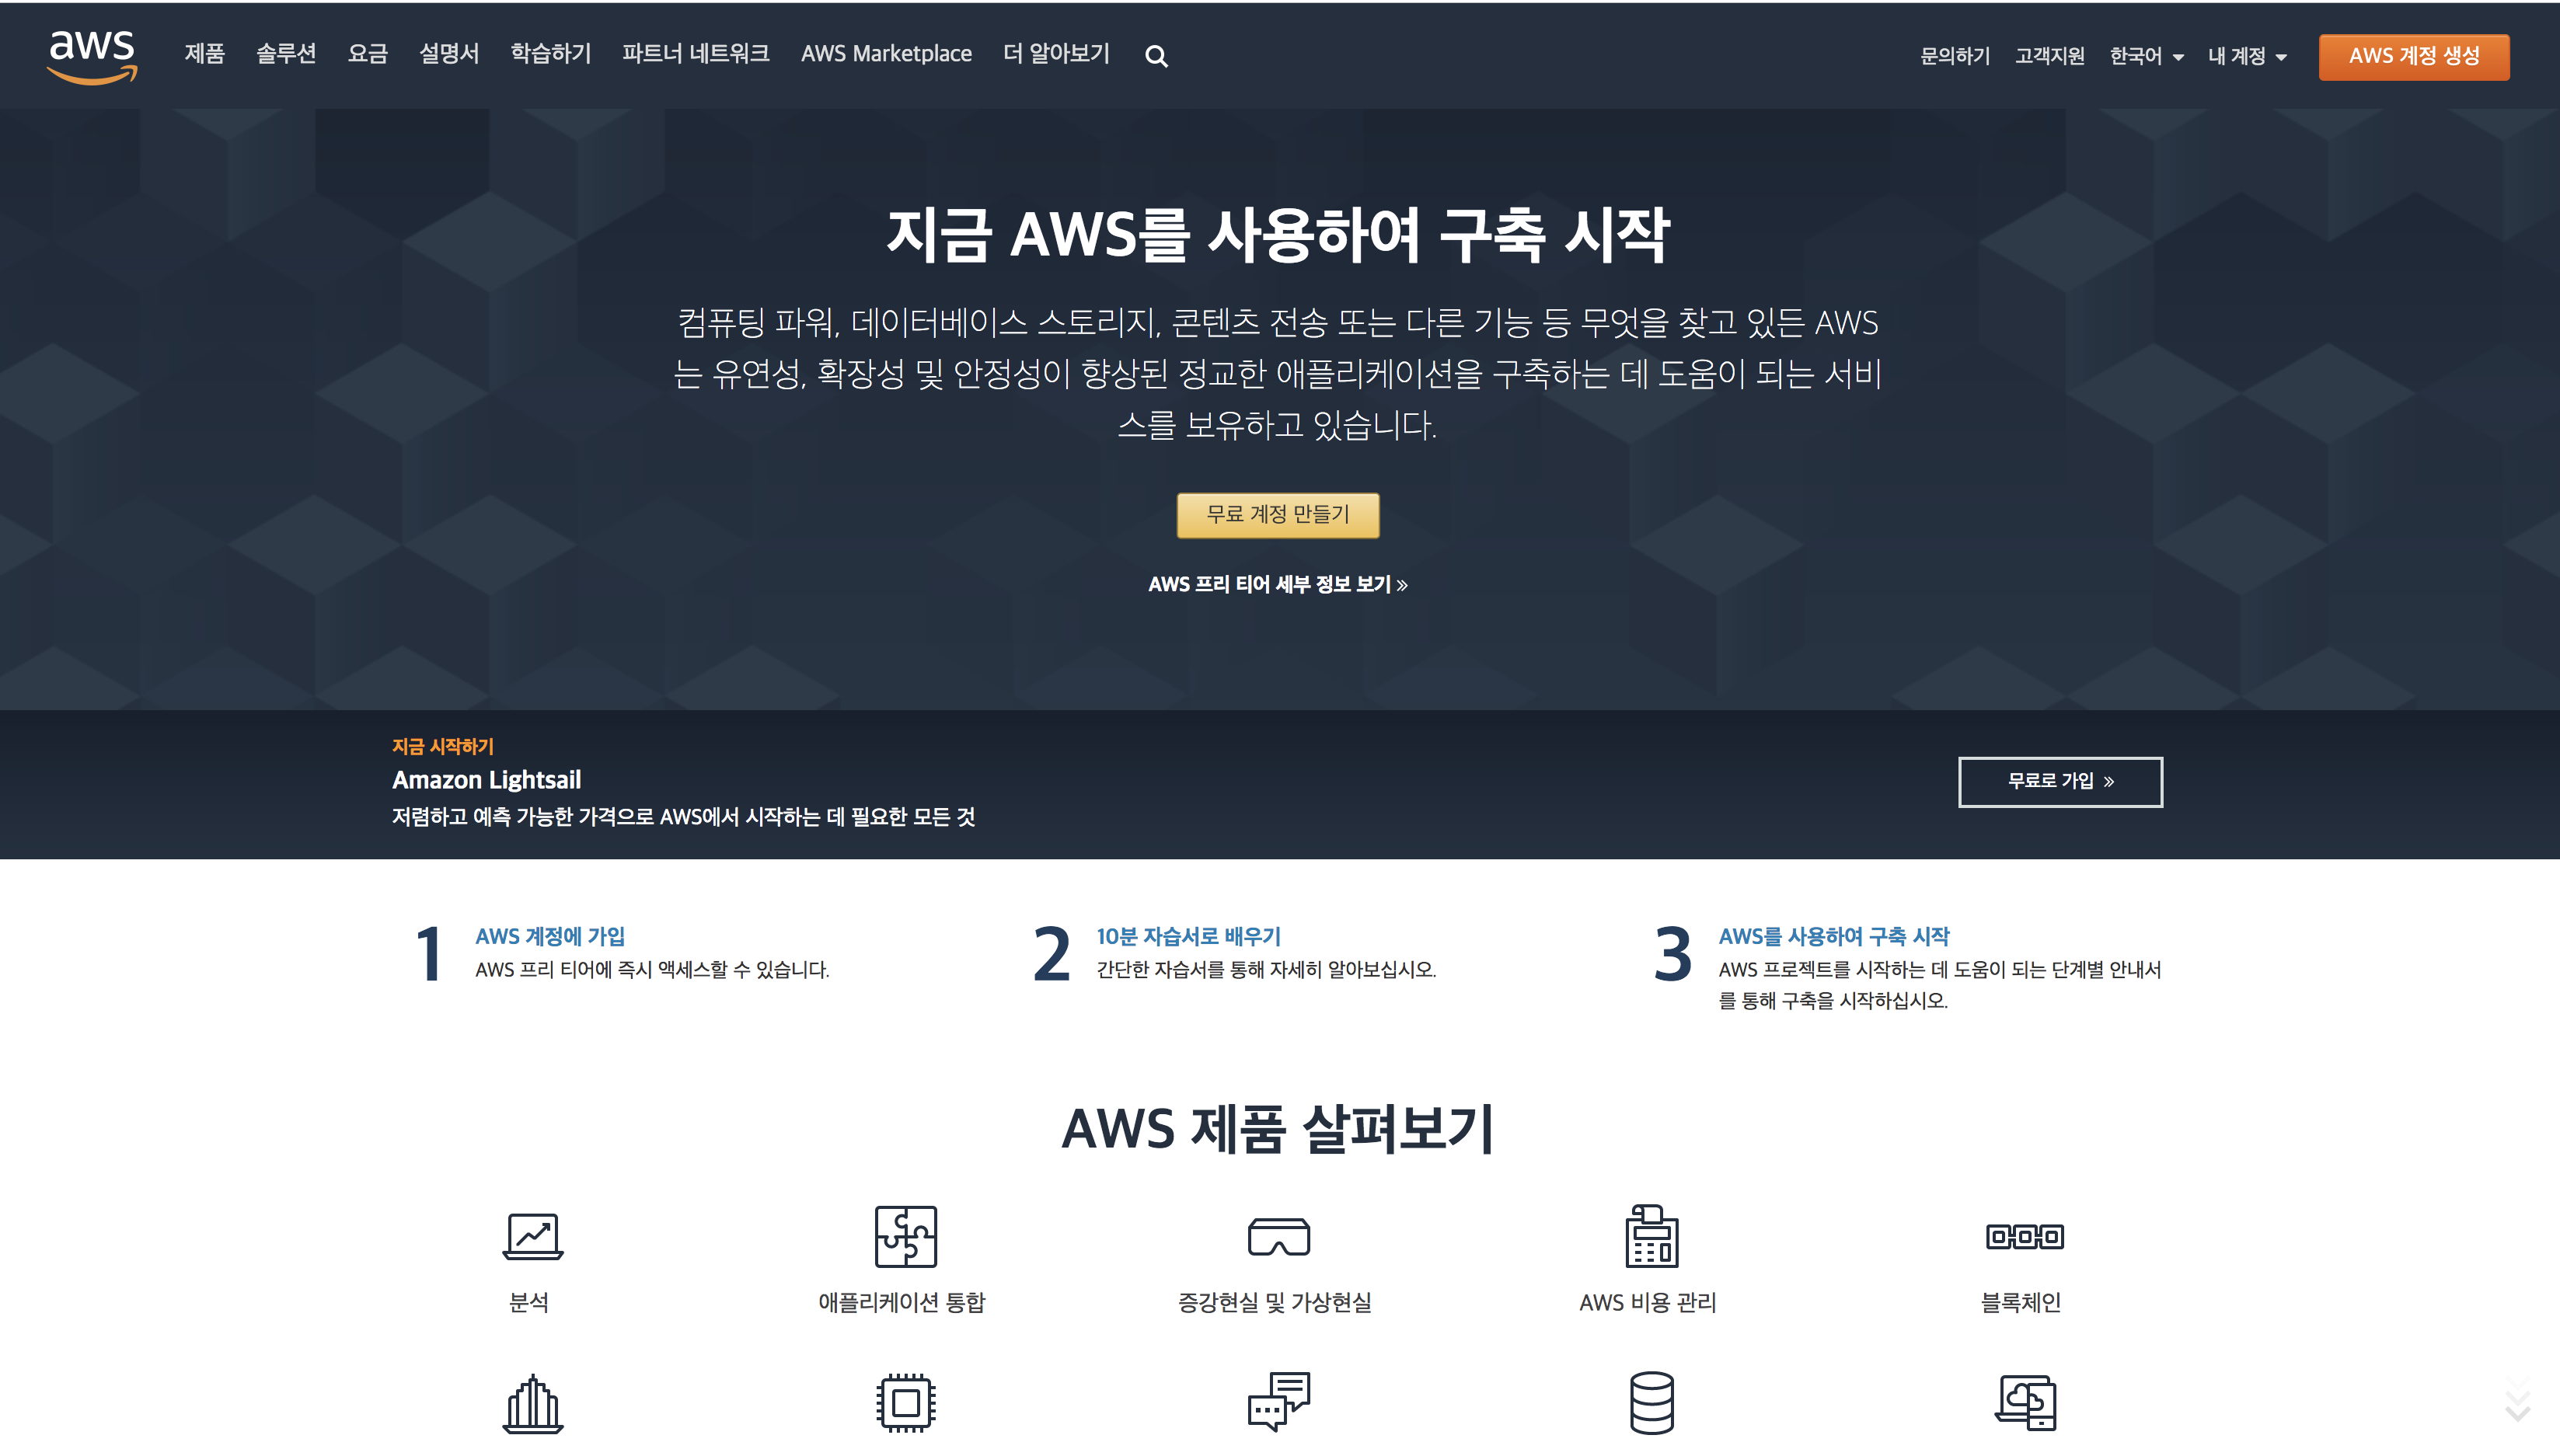 aws
제품 솔루션 요금 설명서 학습하기 파트너 네트워크 AWS Marketplace 더 알아보기
문의하기 고객지원 한국어 내 계정 AWS 계정 생성
지금 AWS를 사용하여 구축 시작
컴퓨팅 파워, 데이터베이스 스토리지, 콘텐츠 전송 또는 다른 기능 등 무엇을 찾고 있든 AWS
는 유연성, 확장성 및 안정성이 향상된 정교한 애플리케이션을 구축하는 데 도움이 되는 서비
스를 보유하고 있습니다.
무료 계정 만들기
AWS 프리 티어 세부 정보 보기 »
지금 시작하기
Amazon Lightsail
저렴하고 예측 가능한 가격으로 AWS에서 시작하는 데 필요한 모든 것
무료로 가입 »
1
AWS 계정에 가입
AWS 프리 티어에 즉시 액세스할 수 있습니다.
2
10분 자습서로 배우기
간단한 자습서를 통해 자세히 알아보십시오.
3
AWS를 사용하여 구축 시작
AWS 프로젝트를 시작하는 데 도움이 되는 단계별 안내서
를 통해 구축을 시작하십시오.
AWS 제품 살펴보기
분석
애플리케이션 통합
증강현실 및 가상현실
AWS 비용 관리
블록체인